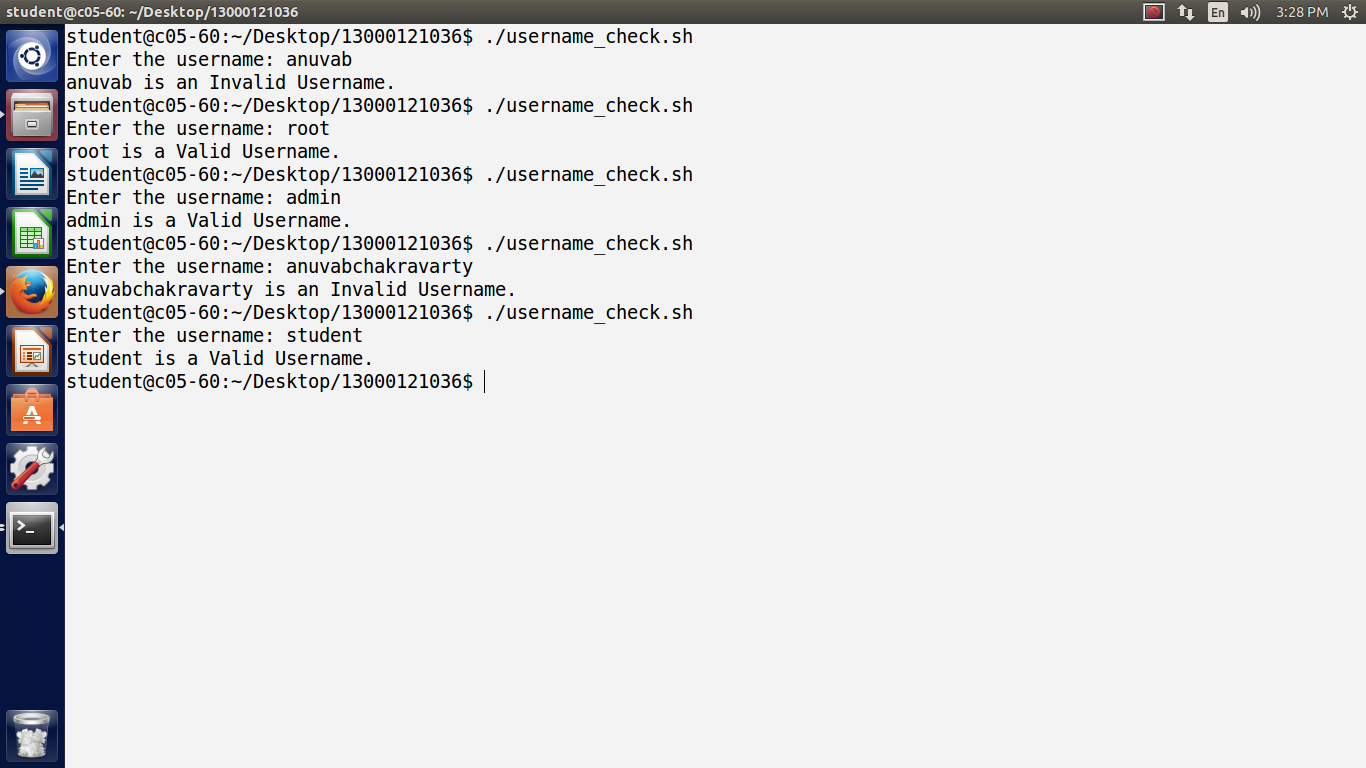 student@c05-60: ~/Desktop/13000121036
En
3:28 PM
student@c05-60:~/Desktop/13000121036$ ./username_check.sh
Enter the username: anuvab
anuvab is an Invalid Username.
student@c05-60:~/Desktop/13000121036$ ./username_check.sh
Enter the username: root
root is a Valid Username.
student@c05-60:~/Desktop/13000121036$ ./username_check.sh
Enter the username: admin
admin is a Valid Username.
student@c05-60:~/Desktop/13000121036$ ./username_check.sh
Enter the username: anuvabchakravarty
anuvabchakravarty is an Invalid Username.
student@c05-60:~/Desktop/13000121036$ ./username_check.sh
Enter the username: student
student is a Valid Username.
student@c05-60:~/Desktop/13000121036$